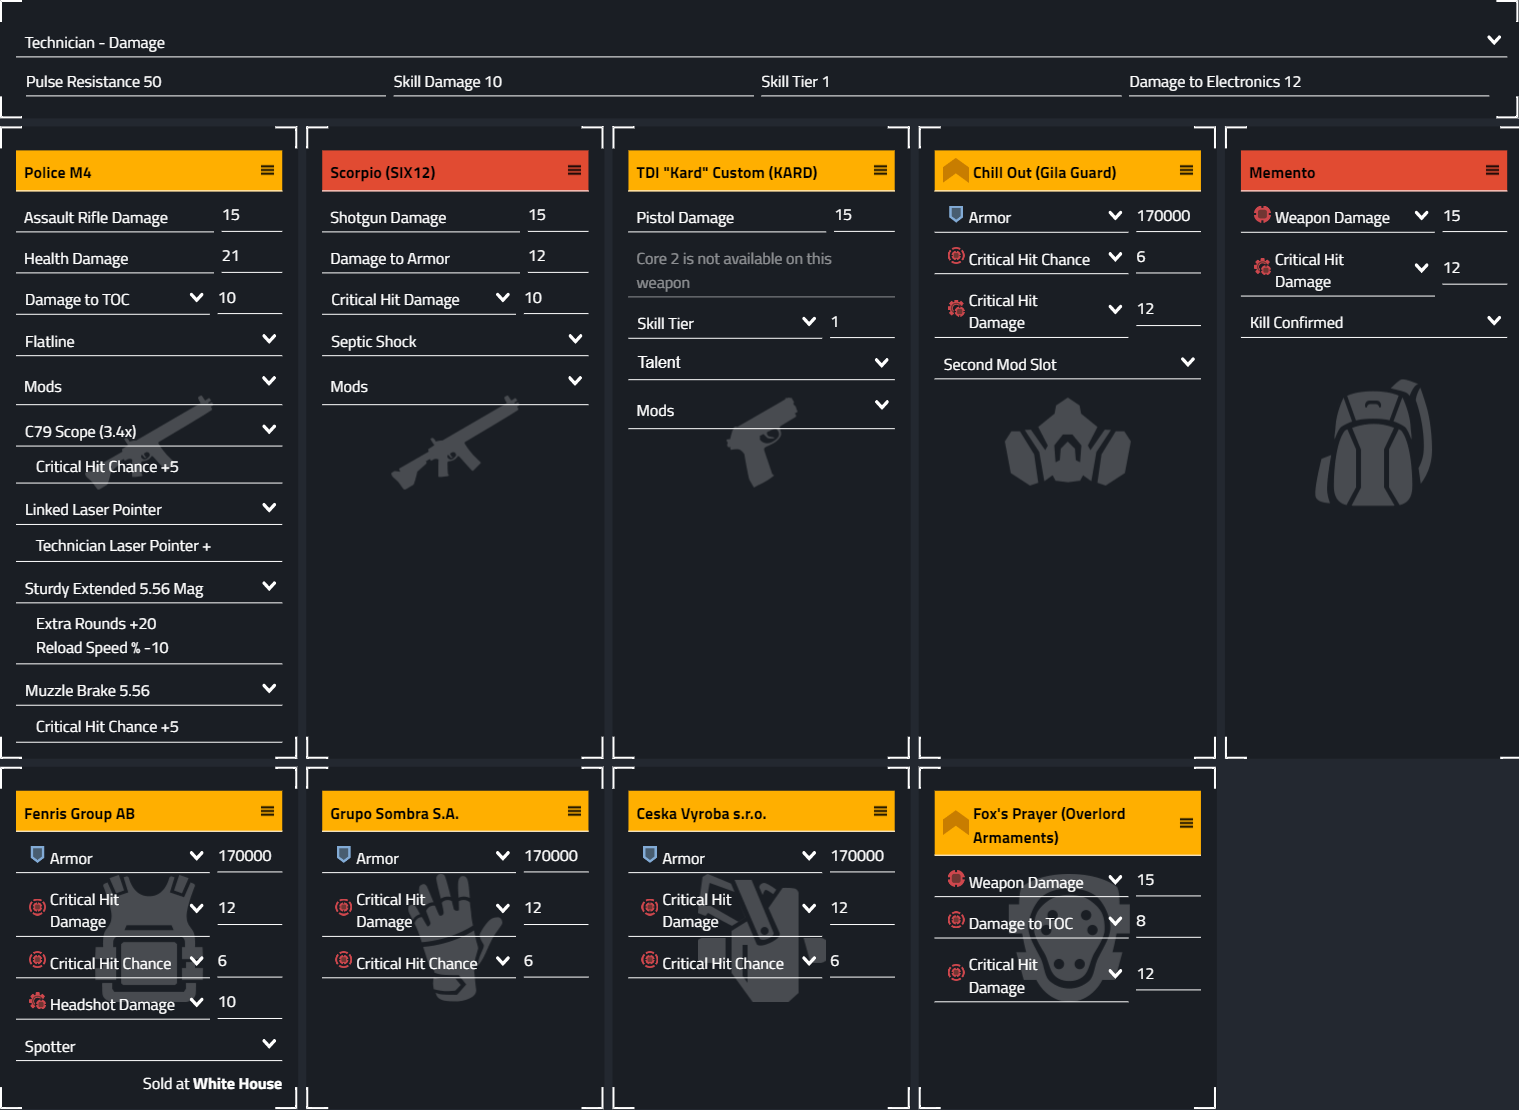 Technician - Damage
Pulse Resistance 50
Skill Damage 10
Skill Tier 1
Damage to Electronics 12
Police M4
Assault Rifle Damage 15
Health Damage 21
Damage to TOC 10
Flatline
Mods
C79 Scope (3.4x)
Critical Hit Chance +5
Linked Laser Pointer
Technician Laser Pointer +
Sturdy Extended 5.56 Mag
Extra Rounds +20
Reload Speed % -10
Muzzle Brake 5.56
Critical Hit Chance +5
Scorpio (SIX12)
Shotgun Damage 15
Damage to Armor 12
Critical Hit Damage 10
Septic Shock
Mods
TDI "Kard" Custom (KARD)
Pistol Damage 15
Core 2 is not available on this
weapon
Skill Tier 1
Talent
Mods
Chill Out (Gila Guard)
Armor 170000
Critical Hit Chance 6
Critical Hit
Damage 12
Second Mod Slot
Memento
Weapon Damage 15
Critical Hit
Damage 12
Kill Confirmed
Fenris Group AB
Armor 170000
Critical Hit
Damage 12
Critical Hit Chance 6
Headshot Damage 10
Spotter
Sold at White House
Grupo Sombra S.A.
Armor 170000
Critical Hit
Damage 12
Critical Hit Chance 6
Ceska Vyroba s.r.o.
Armor 170000
Critical Hit
Damage 12
Critical Hit Chance 6
Fox's Prayer (Overlord
Armaments)
Weapon Damage 15
Damage to TOC 8
Critical Hit
Damage 12